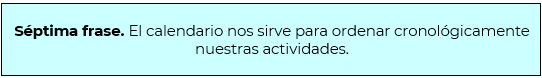 Séptima frase. El calendario nos sirve para ordenar cronológicamente
nuestras actividades.